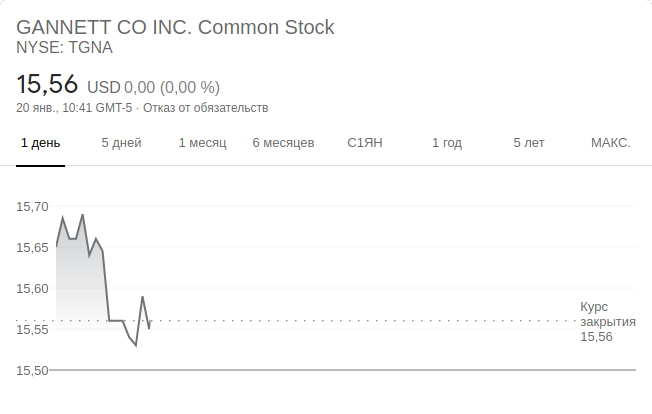 GANNETT CO INC. Common Stock
NYSE: TGNA
15,56 USD 0,00 (0,00 %)
20 янв., 10:41 GMT-5 · Отказ от обязательств
1 день 5 дней 1 месяц 6 месяцев С1ЯН 1 год 5 лет МАКС.
15,70
15,65
15,60
Курс
закрытия
15,56
15,55
15,50